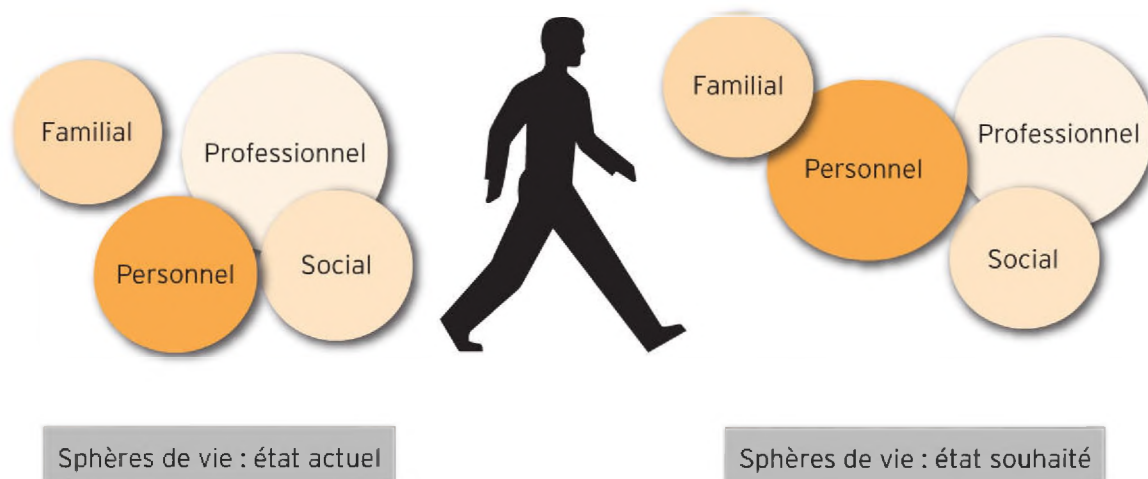 Familial
Professionnel
Personnel
Social
Familial
Personnel
Professionnel
Social
Sphères de vie : état actuel
Sphères de vie : état souhaité